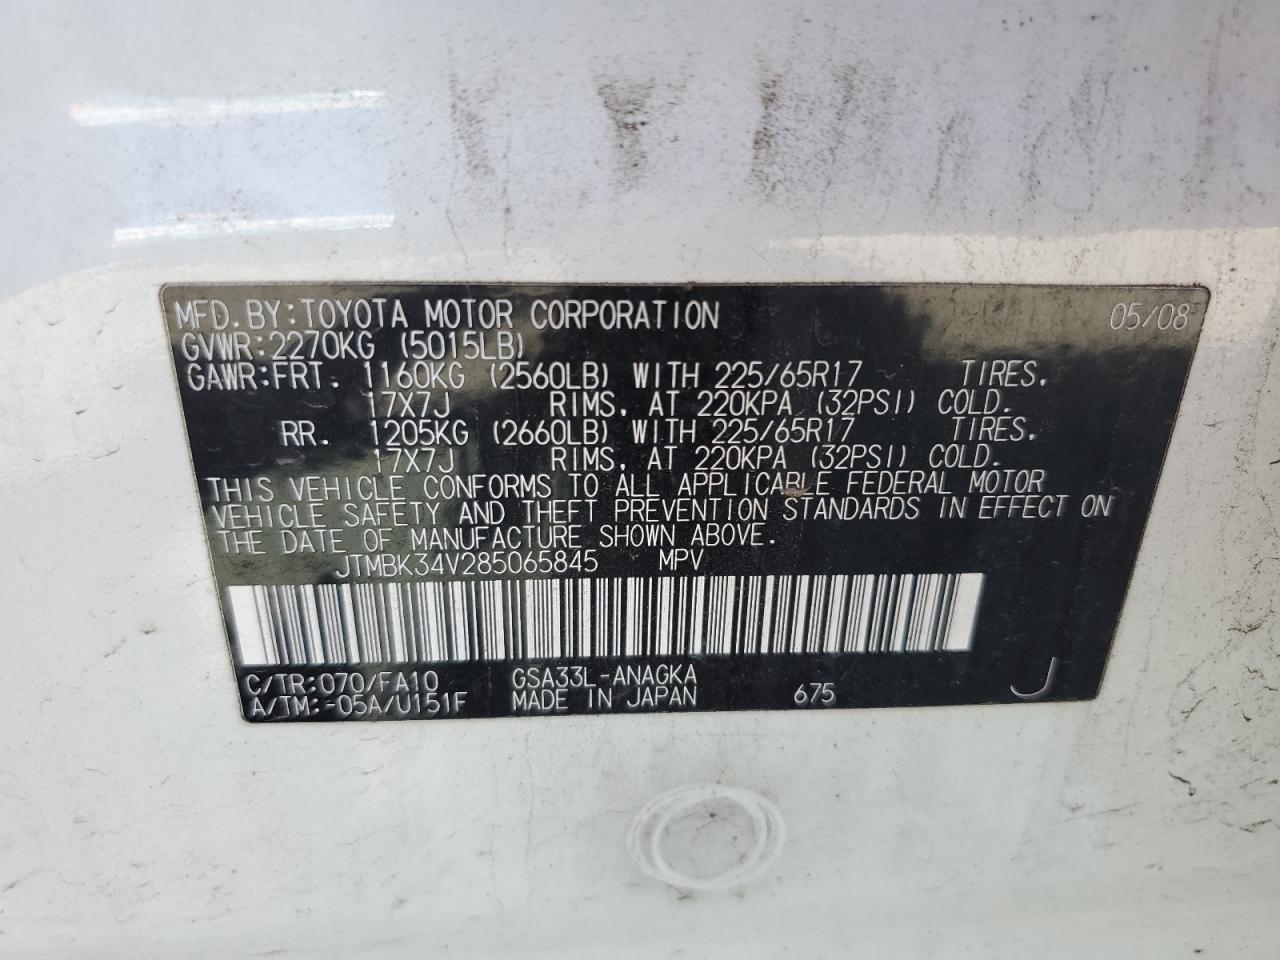 MFD.BY:TOYOTA MOTOR CORPORATION 05/08
GVWR:2270KG (5015LB)
GAWR:FRT. 1160KG (2560LB) WITH 225/65R17 TIRES,
17X7J RIMS, AT 220KPA (32PSI) COLD.
RR. 1205KG (2660LB) WITH 225/65R17 TIRES,
17X7J RIMS, AT 220KPA (32PSI) COLD.
THIS VEHICLE CONFORMS TO ALL APPLICABLE FEDERAL MOTOR
VEHICLE SAFETY AND THEFT PREVENTION STANDARDS IN EFFECT ON
THE DATE OF MANUFACTURE SHOWN ABOVE.
JTMBK34V285065845 MPV
C/TR:070/FA10 GSA33L-ANAGKA
A/TM:-05A/U151F MADE IN JAPAN 675 J